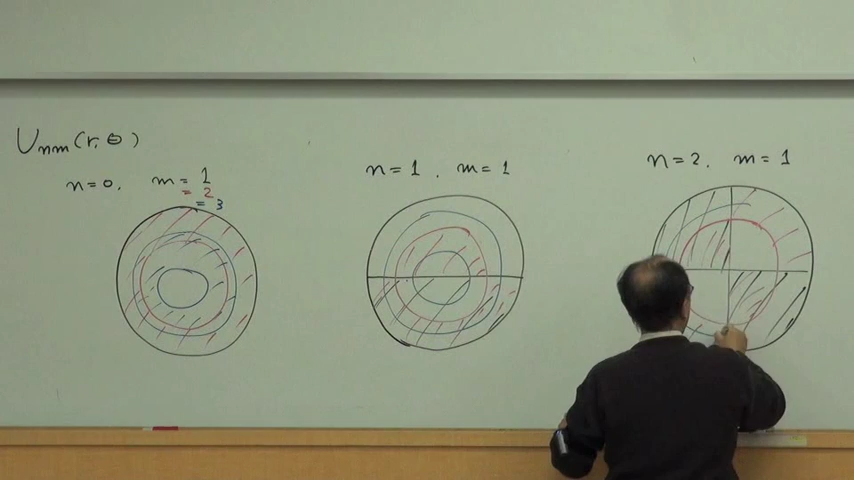 Unm(r, θ)
n=0, m=1
=2
=3
n=1, m=1
n=2, m=1